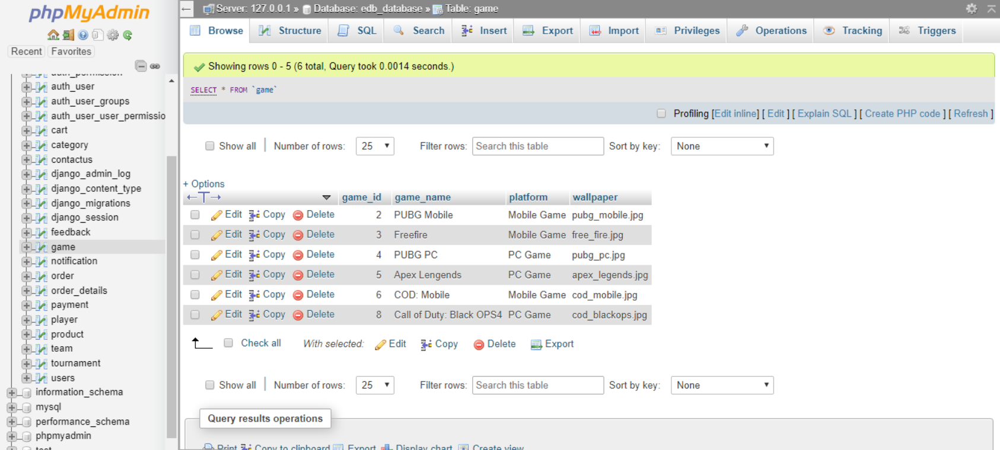 phpMyAdmin
Recent Favorites
auth_permission
auth_user
auth_user_groups
auth_user_user_permissio
cart
category
contactus
django_admin_log
django_content_type
django_migrations
django_session
feedback
game
notification
order
order_details
payment
player
product
team
tournament
users
information_schema
mysql
performance_schema
phpmyadmin
test
Server: 127.0.0.1 » Database: edb_database » Table: game
Browse Structure SQL Search Insert Export Import Privileges Operations Tracking Triggers
Showing rows 0 - 5 (6 total, Query took 0.0014 seconds.)
SELECT * FROM `game`
Profiling [Edit inline] [ Edit ] [ Explain SQL ] [ Create PHP code ] [ Refresh ]
Show all | Number of rows: 25 Filter rows: Search this table Sort by key: None
+ Options
game_id game_name platform wallpaper
Edit Copy Delete 2 PUBG Mobile Mobile Game pubg_mobile.jpg
Edit Copy Delete 3 Freefire Mobile Game free_fire.jpg
Edit Copy Delete 4 PUBG PC PC Game pubg_pc.jpg
Edit Copy Delete 5 Apex Lengends PC Game apex_legends.jpg
Edit Copy Delete 6 COD: Mobile Mobile Game cod_mobile.jpg
Edit Copy Delete 8 Call of Duty: Black OPS4 PC Game cod_blackops.jpg
Check all With selected: Edit Copy Delete Export
Show all | Number of rows: 25 Filter rows: Search this table Sort by key: None
Query results operations
Print Copy to clipboard Export Display chart Create view